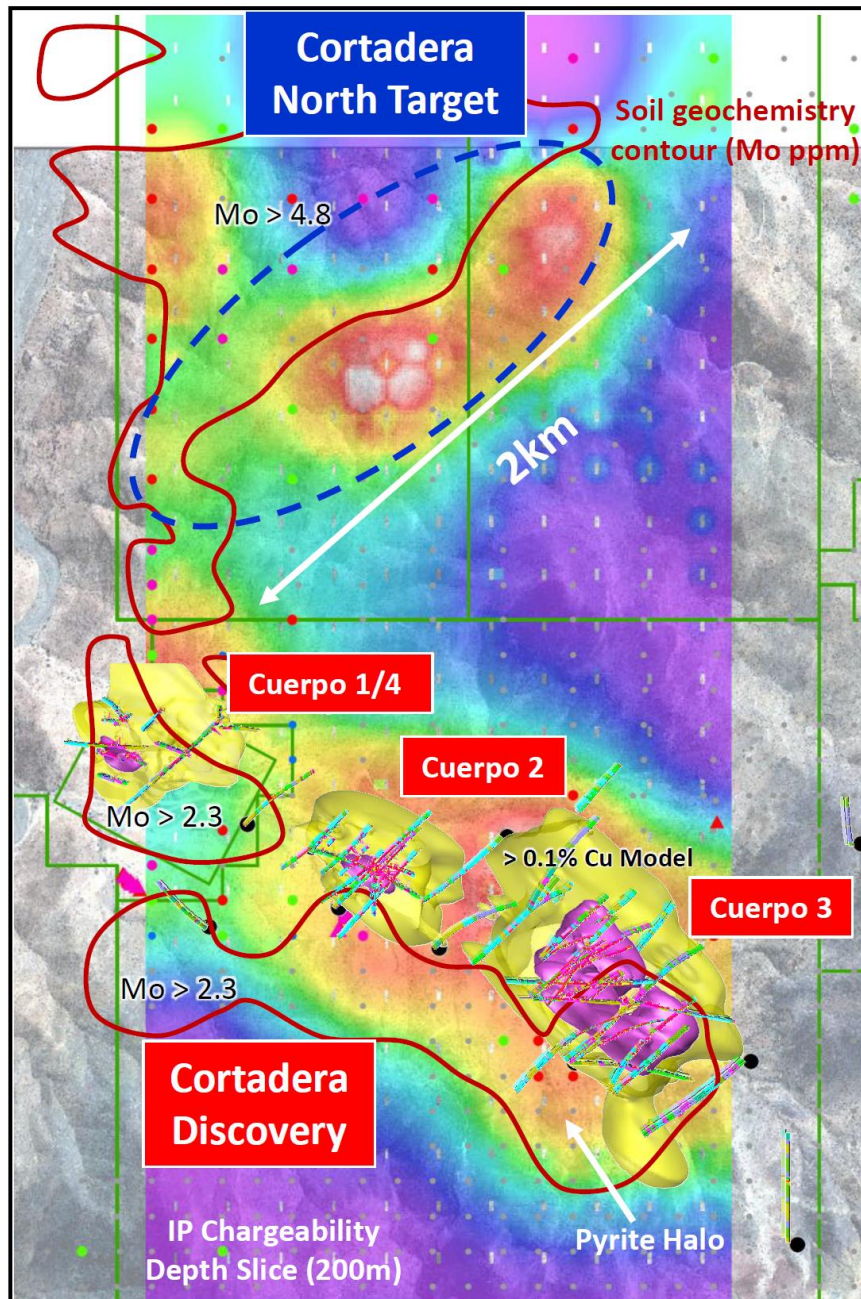 Cortadera
North Target
Soil geochemistry
contour (Mo ppm)
Mo > 4.8
2km
Cuerpo 1/4
Cuerpo 2
Mo > 2.3
> 0.1% Cu Model
Cuerpo 3
Mo > 2.3
Cortadera
Discovery
IP Chargeability
Depth Slice (200m)
Pyrite Halo